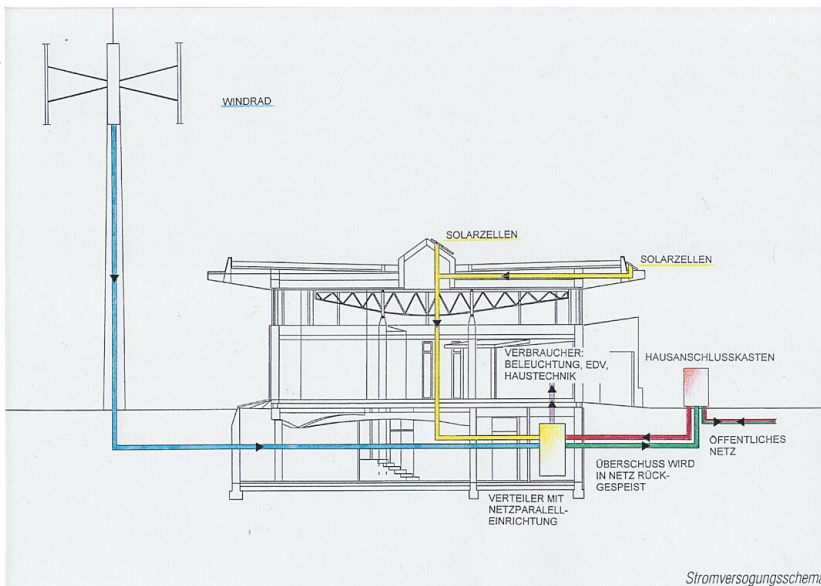 WINDRAD
SOLARZELLEN
SOLARZELLEN
VERBRAUCHER:
BELEUCHTUNG, EDV,
HAUSTECHNIK
HAUSANSCHLUSSKASTEN
ÖFFENTLICHES
NETZ
ÜBERSCHUSS WIRD
IN NETZ RÜCK-
GESPEIST
VERTEILER MIT
NETZPARALELL-
EINRICHTUNG
Stromversogungsschem